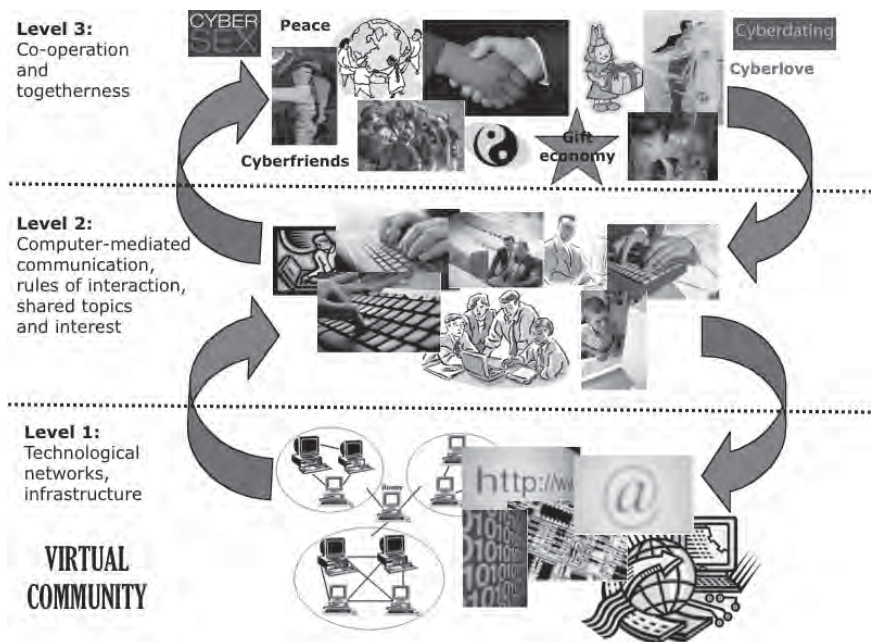 Level 3:
Co-operation
and
togetherness
CYBER
SEX
Peace
Cyberdating
Cyberlove
Cyberfriends
Gift
economy
Level 2:
Computer-mediated
communication,
rules of interaction,
shared topics
and interest
Level 1:
Technological
networks,
infrastructure
http://ww
@
VIRTUAL
COMMUNITY